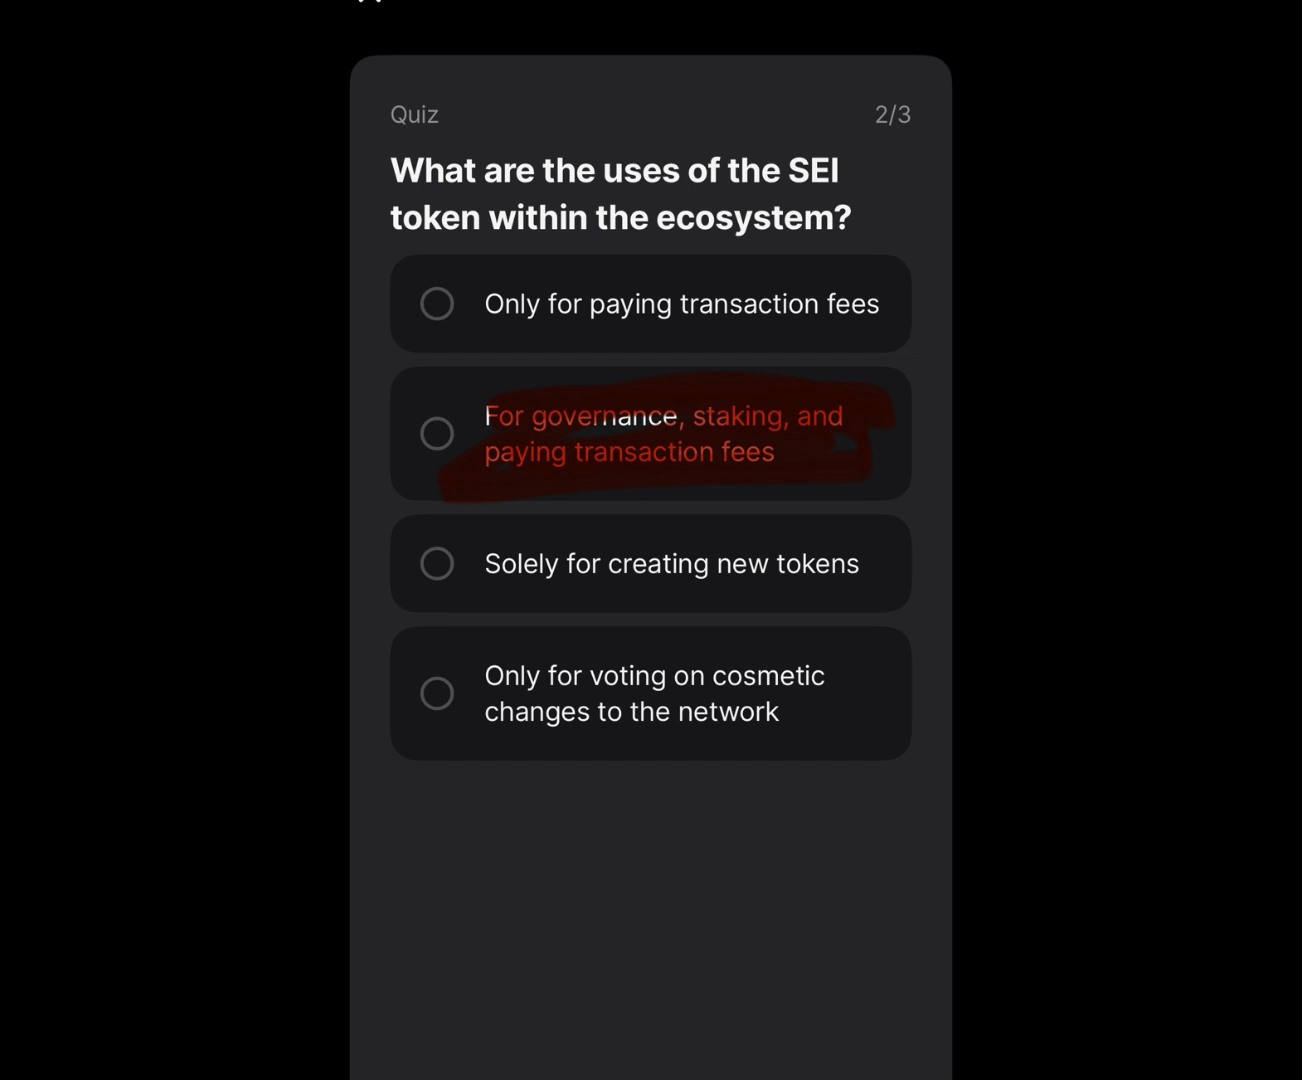 Quiz
2/3
What are the uses of the SEI
token within the ecosystem?
Only for paying transaction fees
For governance, staking, and
paying transaction fees
Solely for creating new tokens
Only for voting on cosmetic
changes to the network